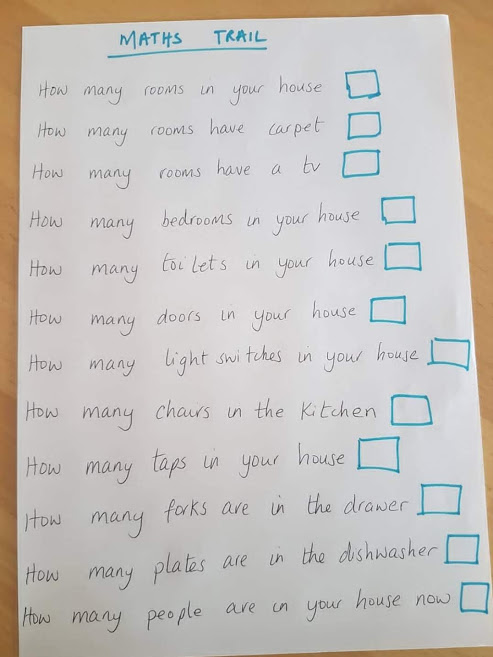 MATHS TRAIL
How many rooms in your house
How many rooms have carpet
How many rooms have a tv
How many bedrooms in your house
How many toilets in your house
How many doors in your house
How many light switches in your house
How many chairs in the kitchen
How many taps in your house
How many forks are in the drawer
How many plates are in the dishwasher
How many people are in your house now